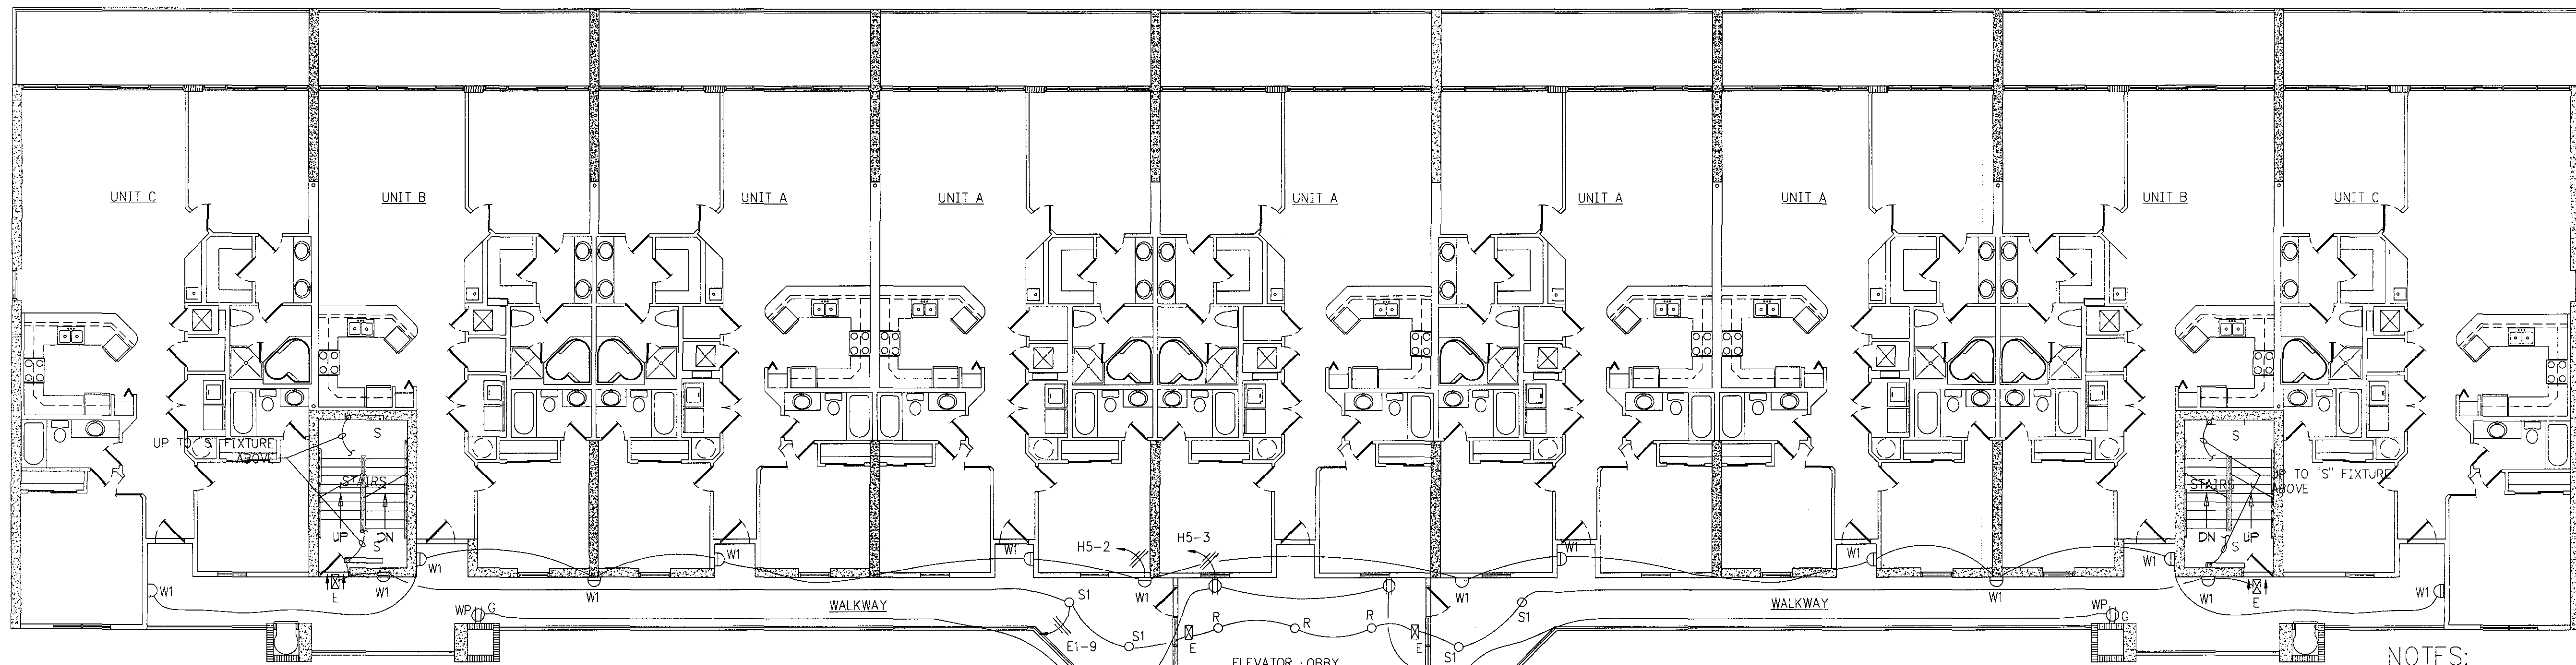 UNIT C
UNIT B
UNIT A
UNIT A
UNIT A
UNIT A
UNIT A
UNIT B
UNIT C
S
UP TO "S" FIXTURE
ABOVE
STAIRS
UP
DN
S
S
UP TO "S" FIXTURE
ABOVE
STAIRS
DN
UP
S
W1
W1
W1
H5-2
H5-3
W1
W1
W1
W1
E
W1
W1
W1
W1
W1
W1
W1
E
W1
WP
G
WALKWAY
S1
S1
WALKWAY
WP
G
E1-9
S1
E
R
R
R
E
S1
ELEVATOR LOBBY
NOTES: